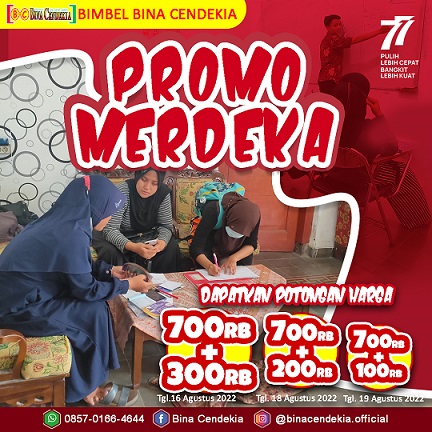 BC BINA CENDEKIA
BIMBEL BINA CENDEKIA
77
PULIH
LEBIH CEPAT
BANGKIT
LEBIH KUAT
PROMO
MERDEKA
DAPATKAN POTONGAN HARGA
700RB
+
300RB
Tgl.16 Agustus 2022
700RB
+
200RB
Tgl. 18 Agustus 2022
700RB
+
100RB
Tgl. 19 Agustus 2022
0857-0166-4644
Bina Cendekia
@binacendekia.official